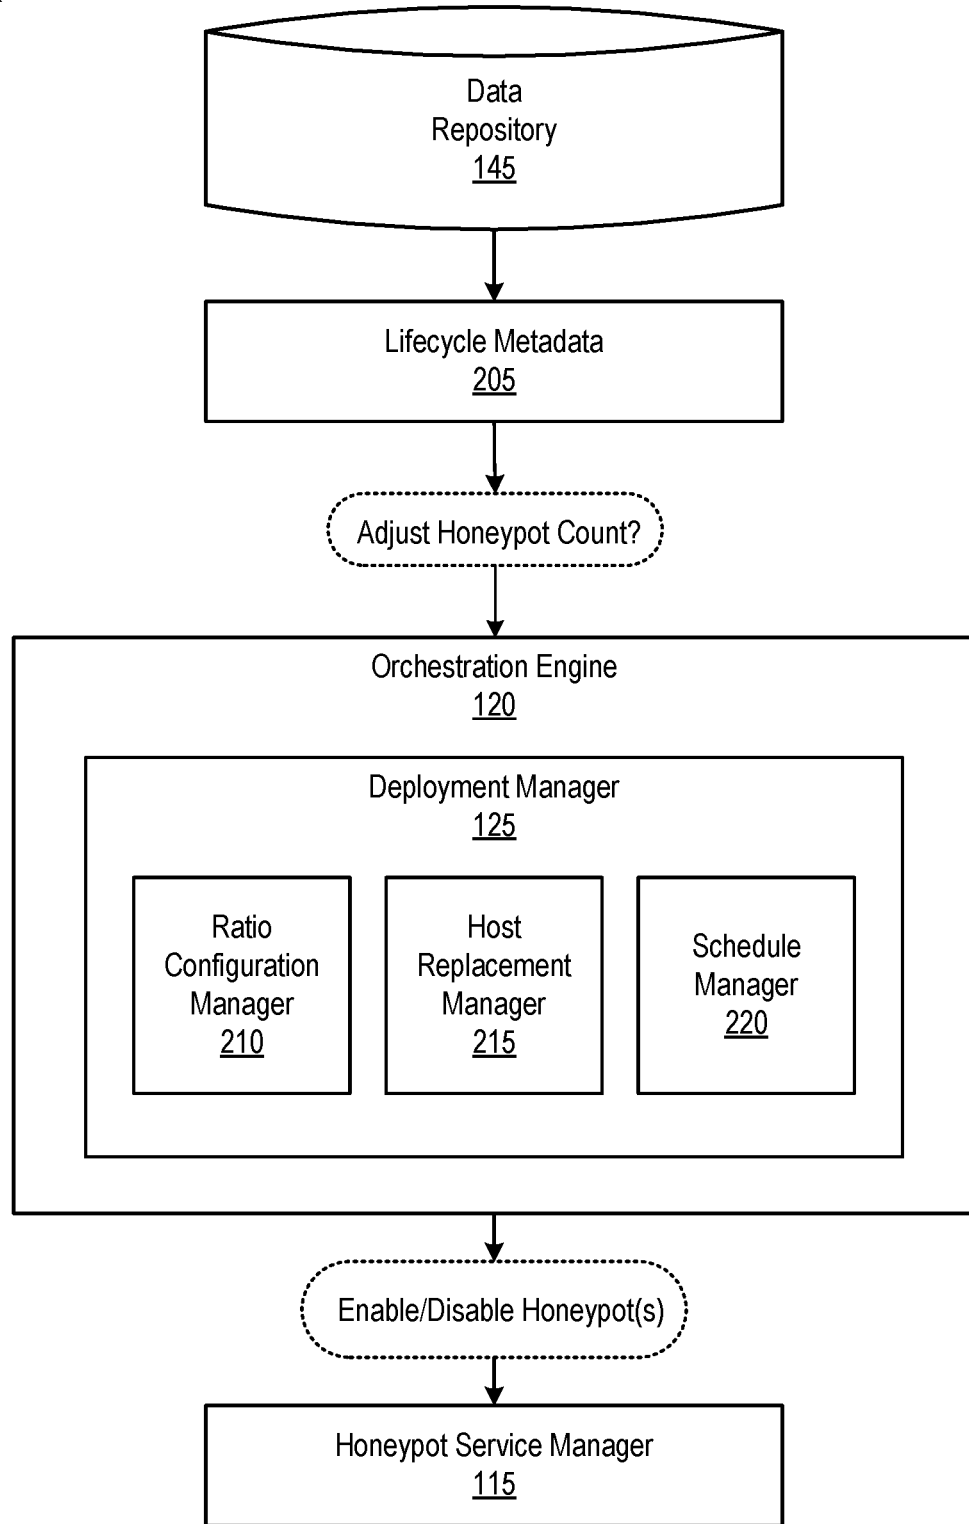 Data
Repository
145
Lifecycle Metadata
205
Adjust Honeypot Count?
Orchestration Engine
120
Deployment Manager
125
Ratio
Configuration
Manager
210
Host
Replacement
Manager
215
Schedule
Manager
220
Enable/Disable Honeypot(s)
Honeypot Service Manager
115